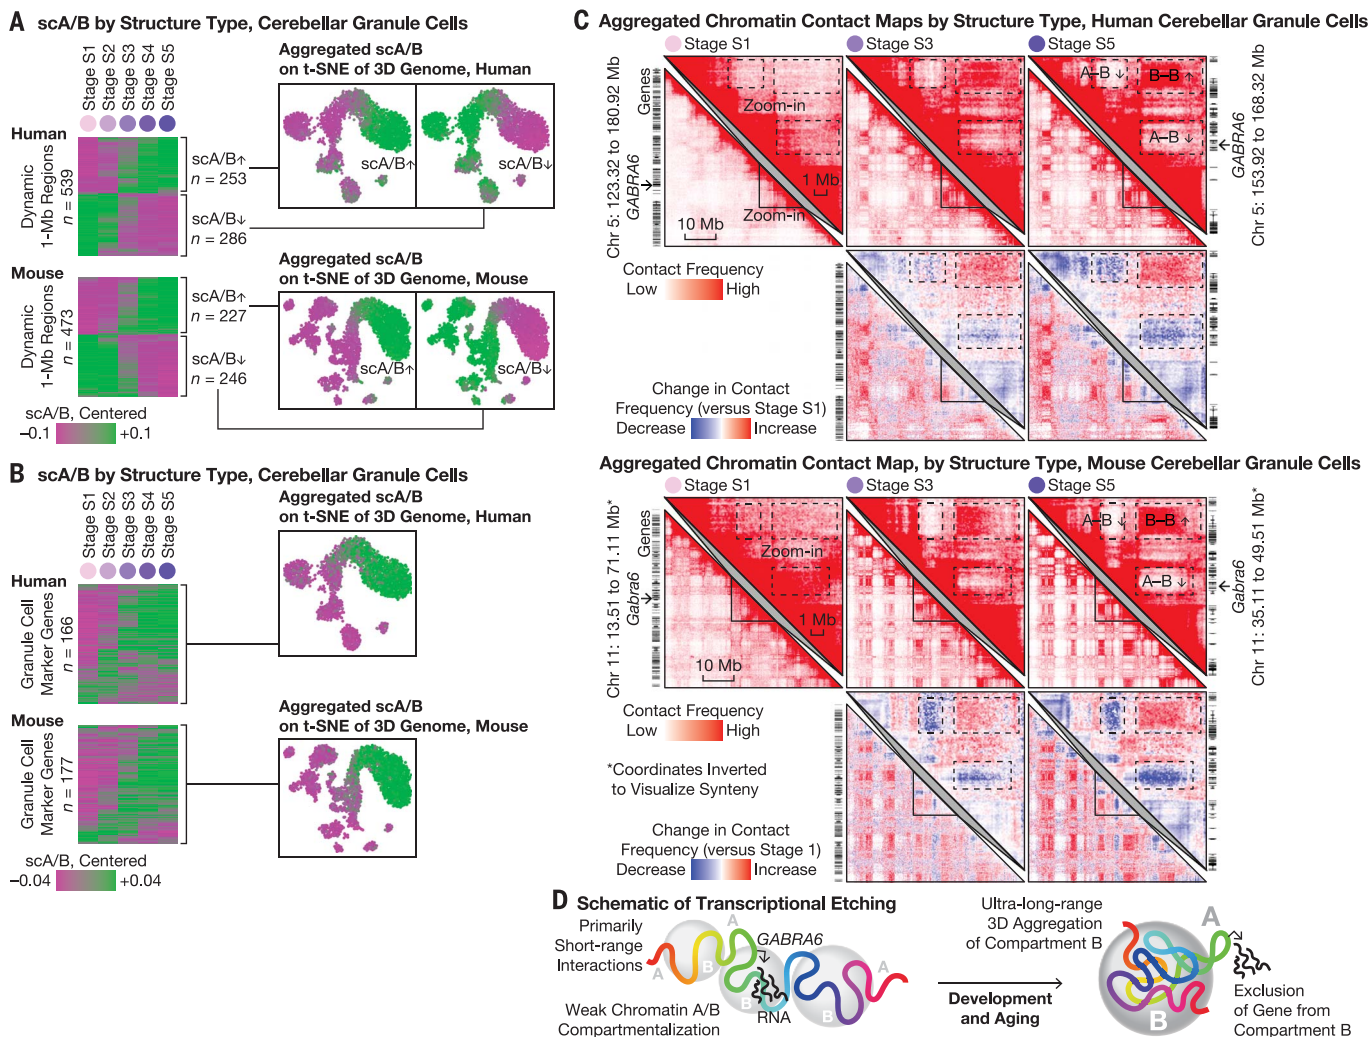 A scA/B by Structure Type, Cerebellar Granule Cells
Stage S1
Stage S2
Stage S3
Stage S4
Stage S5
Aggregated scA/B
on t-SNE of 3D Genome, Human
Human
Dynamic
1-Mb Regions
n = 539
scA/B↑
n = 253
scA/B↓
n = 286
scA/B↑
scA/B↓
Mouse
Dynamic
1-Mb Regions
n = 473
scA/B↑
n = 227
scA/B↓
n = 246
Aggregated scA/B
on t-SNE of 3D Genome, Mouse
scA/B↑
scA/B↓
scA/B, Centered
−0.1 +0.1
B scA/B by Structure Type, Cerebellar Granule Cells
Stage S1
Stage S2
Stage S3
Stage S4
Stage S5
Aggregated scA/B
on t-SNE of 3D Genome, Human
Human
Granule Cell
Marker Genes
n = 166
Mouse
Granule Cell
Marker Genes
n = 177
Aggregated scA/B
on t-SNE of 3D Genome, Mouse
scA/B, Centered
−0.04 +0.04
C Aggregated Chromatin Contact Maps by Structure Type, Human Cerebellar Granule Cells
Stage S1 Stage S3 Stage S5
Chr 5: 123.32 to 180.92 Mb
GABRA6
Genes
Zoom-in
1 Mb
Zoom-in
10 Mb
A–B ↓
B–B ↑
A–B ↓
GABRA6
Chr 5: 153.92 to 168.32 Mb
Contact Frequency
Low High
Change in Contact
Frequency (versus Stage S1)
Decrease Increase
Aggregated Chromatin Contact Map, by Structure Type, Mouse Cerebellar Granule Cells
Stage S1 Stage S3 Stage S5
Chr 11: 13.51 to 71.11 Mb*
Gabra6
Genes
Zoom-in
1 Mb
10 Mb
A–B ↓
B–B ↑
A–B ↓
Gabra6
Chr 11: 35.11 to 49.51 Mb*
Contact Frequency
Low High
*Coordinates Inverted
to Visualize Synteny
Change in Contact
Frequency (versus Stage 1)
Decrease Increase
D Schematic of Transcriptional Etching
Primarily
Short-range
Interactions
A
B
A
GABRA6
B
RNA
B
A
Weak Chromatin A/B
Compartmentalization
Development
and Aging
Ultra-long-range
3D Aggregation
of Compartment B
A
B
Exclusion
of Gene from
Compartment B